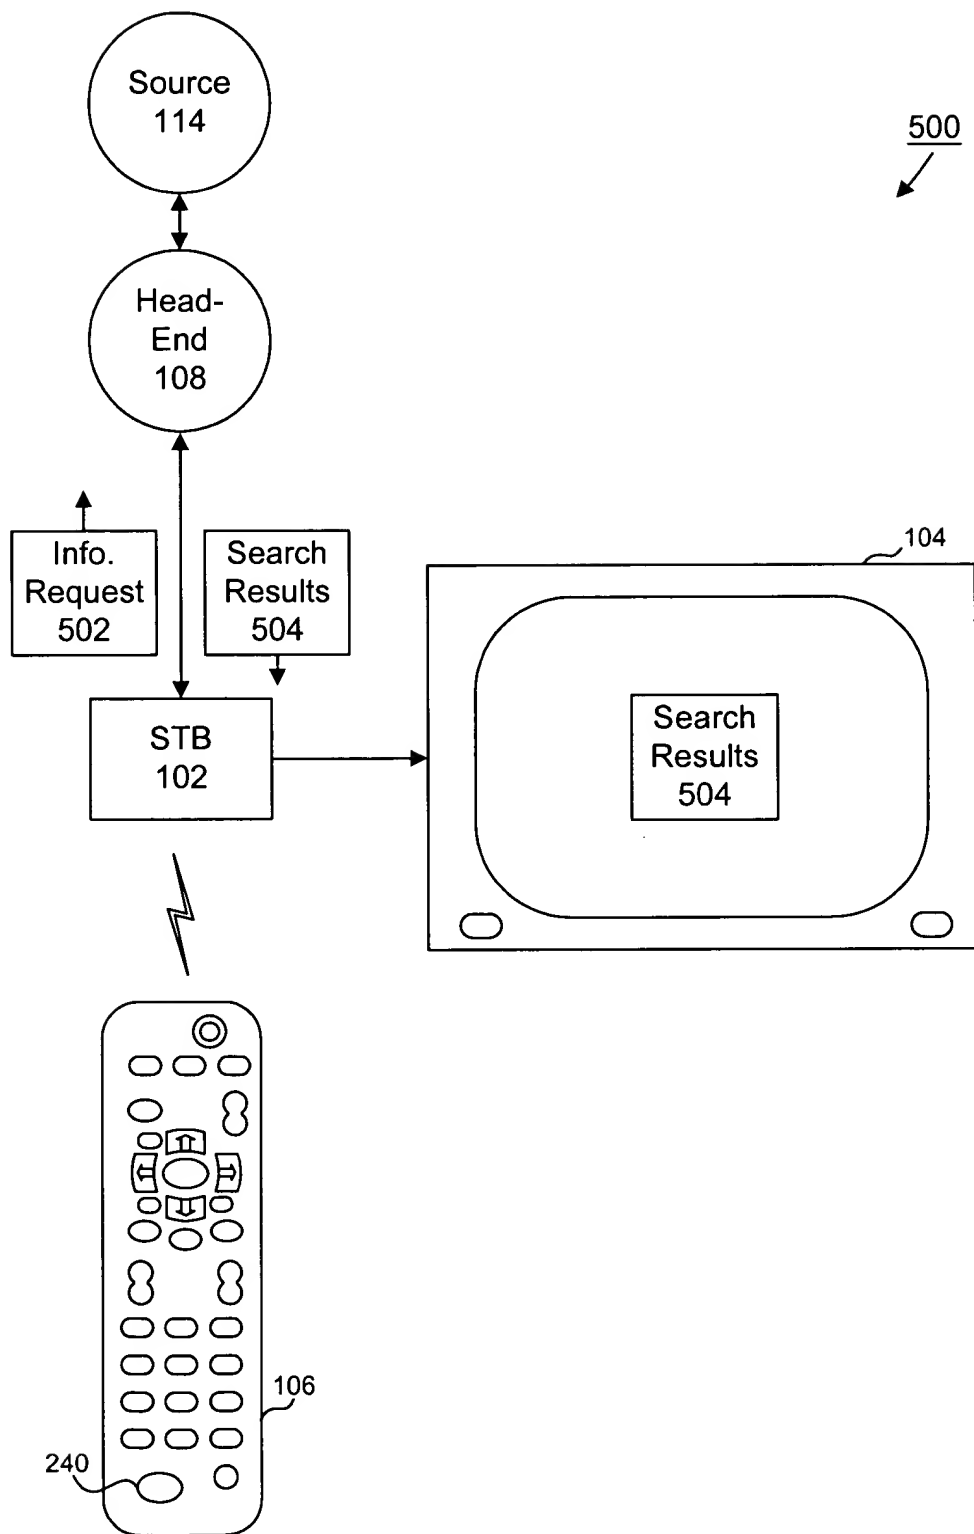 Source
114
500
Head-
End
108
Info.
Request
502
Search
Results
504
104
STB
102
Search
Results
504
106
240